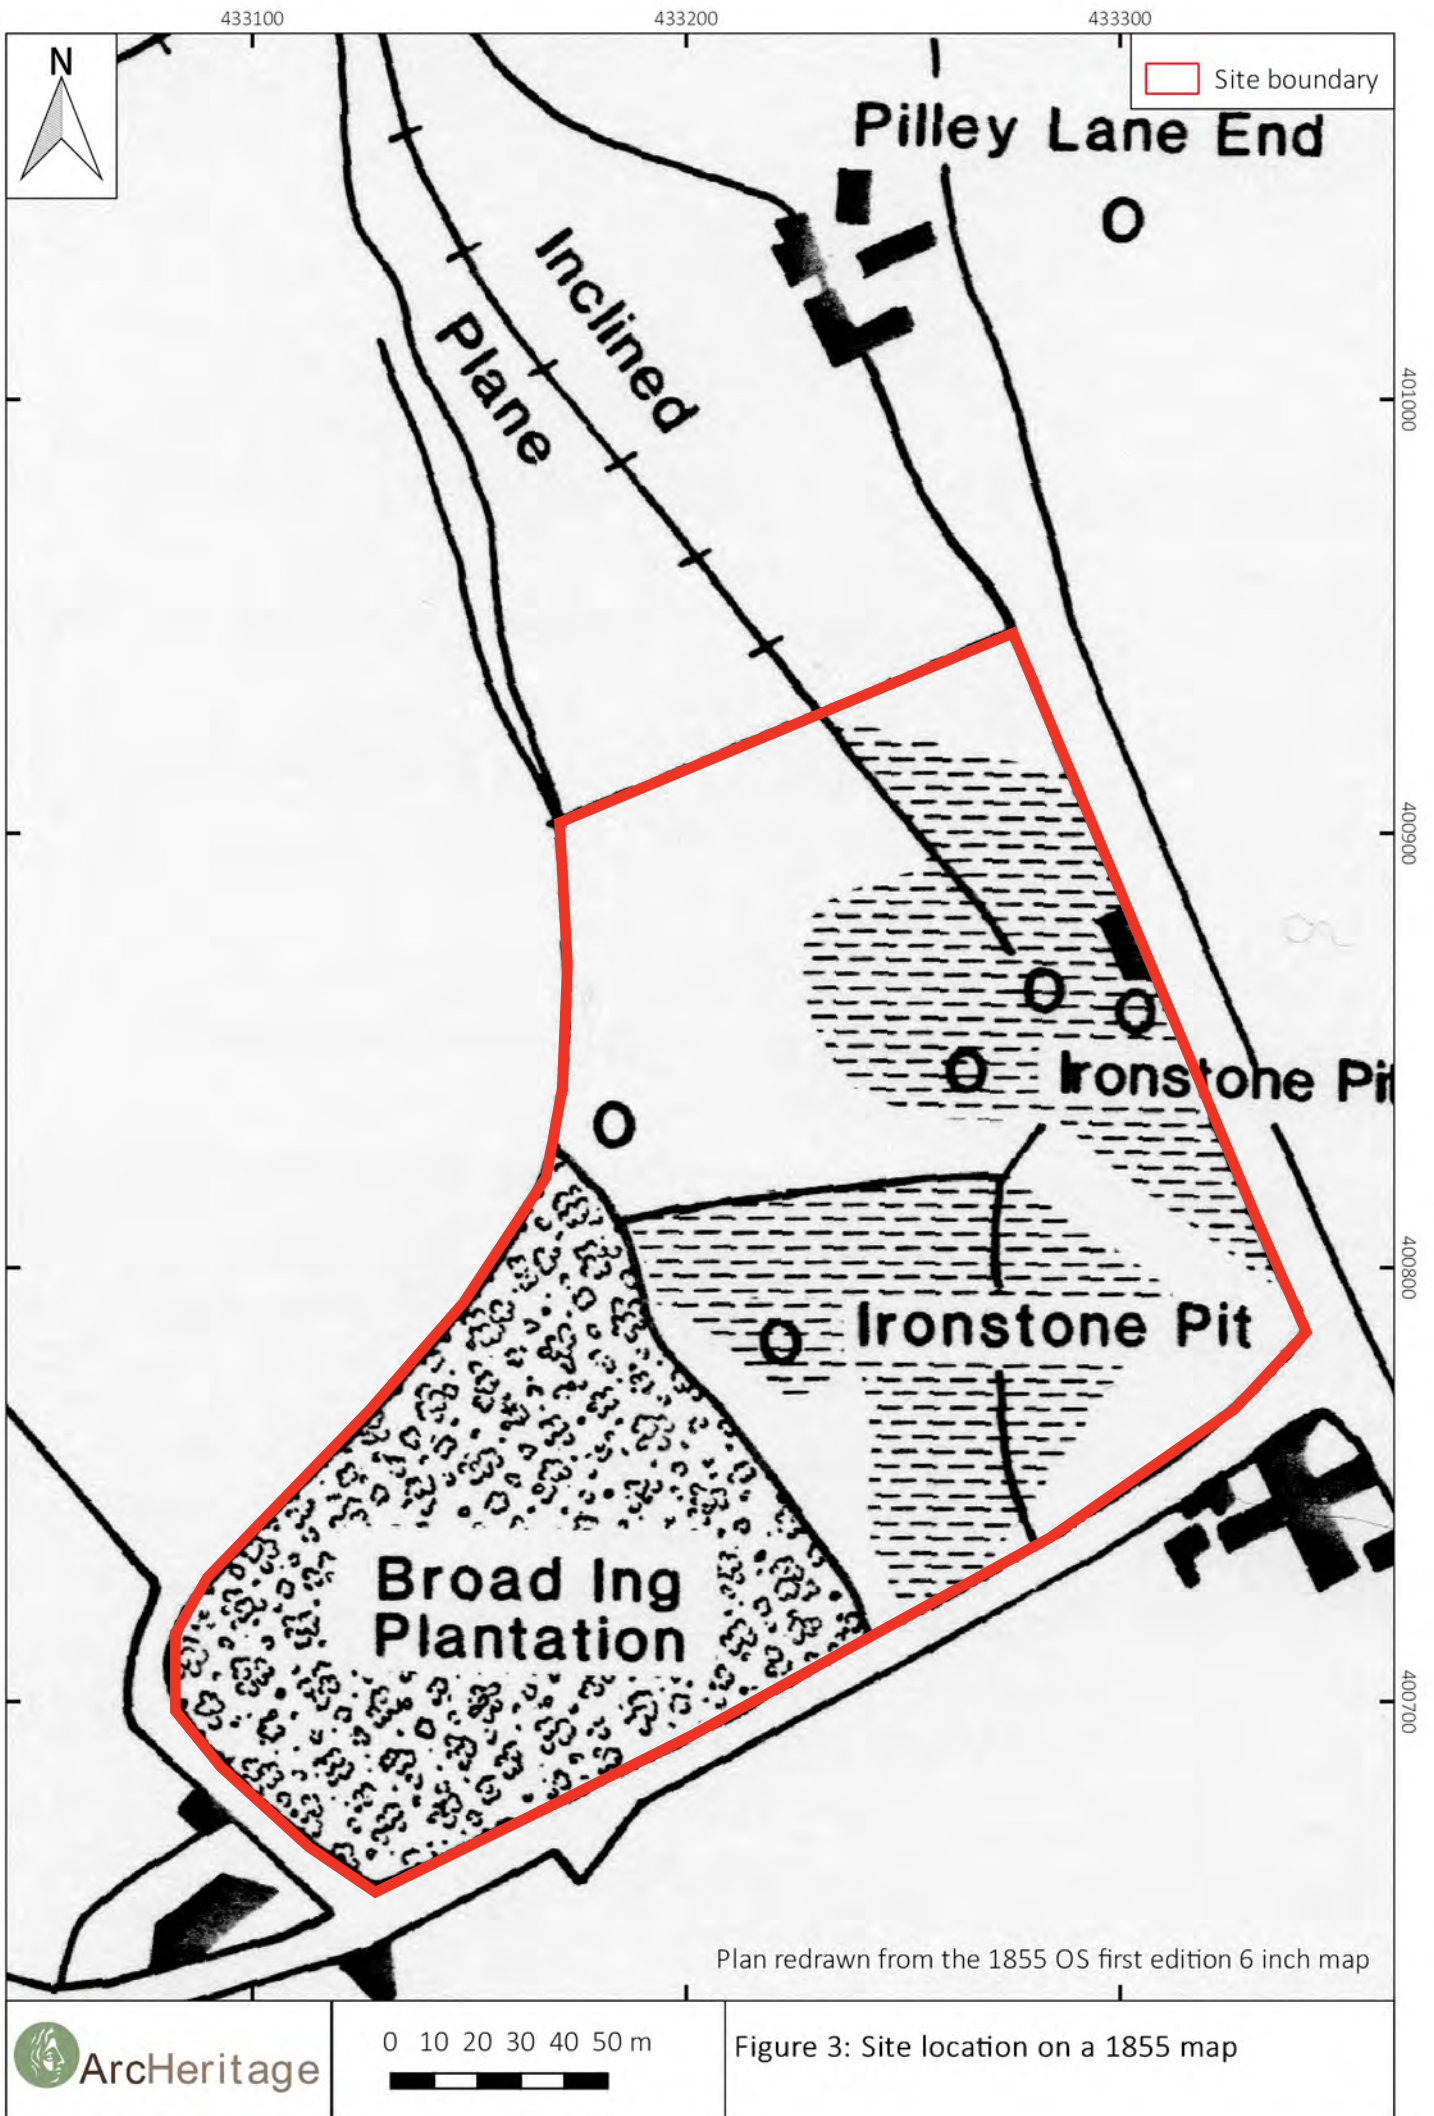 433100 433200 433300
N
Site boundary
Pilley Lane End
Inclined
Plane
401000
400900
Ironstone Pit
400800
Ironstone Pit
Broad Ing
Plantation
400700
Plan redrawn from the 1855 OS first edition 6 inch map
ArcHeritage
0 10 20 30 40 50 m
Figure 3: Site location on a 1855 map